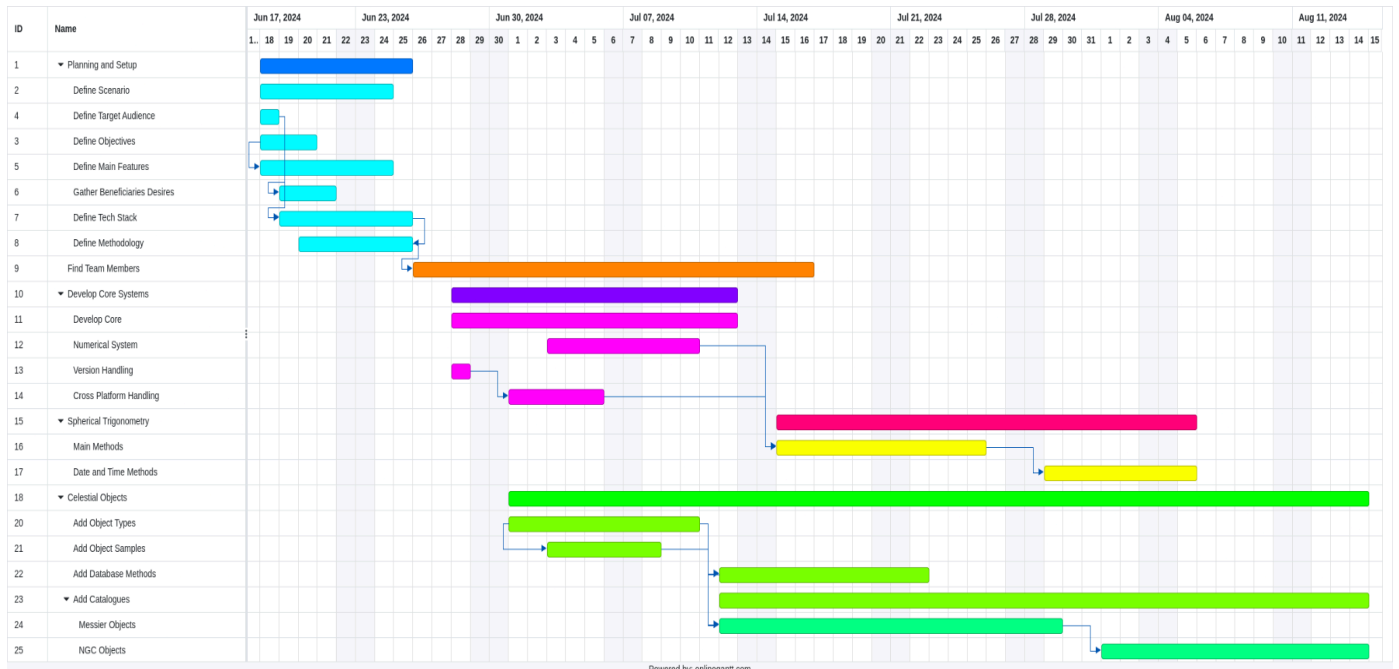 ID Name Jun 17, 2024 Jun 23, 2024 Jun 30, 2024 Jul 07, 2024 Jul 14, 2024 Jul 21, 2024 Jul 28, 2024 Aug 04, 2024 Aug 11, 2024
1.. 18 19 20 21 22 23 24 25 26 27 28 29 30 1 2 3 4 5 6 7 8 9 10 11 12 13 14 15 16 17 18 19 20 21 22 23 24 25 26 27 28 29 30 31 1 2 3 4 5 6 7 8 9 10 11 12 13 14 15
1 Planning and Setup
2 Define Scenario
4 Define Target Audience
3 Define Objectives
5 Define Main Features
6 Gather Beneficiaries Desires
7 Define Tech Stack
8 Define Methodology
9 Find Team Members
10 Develop Core Systems
11 Develop Core
12 Numerical System
13 Version Handling
14 Cross Platform Handling
15 Spherical Trigonometry
16 Main Methods
17 Date and Time Methods
18 Celestial Objects
20 Add Object Types
21 Add Object Samples
22 Add Database Methods
23 Add Catalogues
24 Messier Objects
25 NGC Objects
Powered by: onlinegantt.com